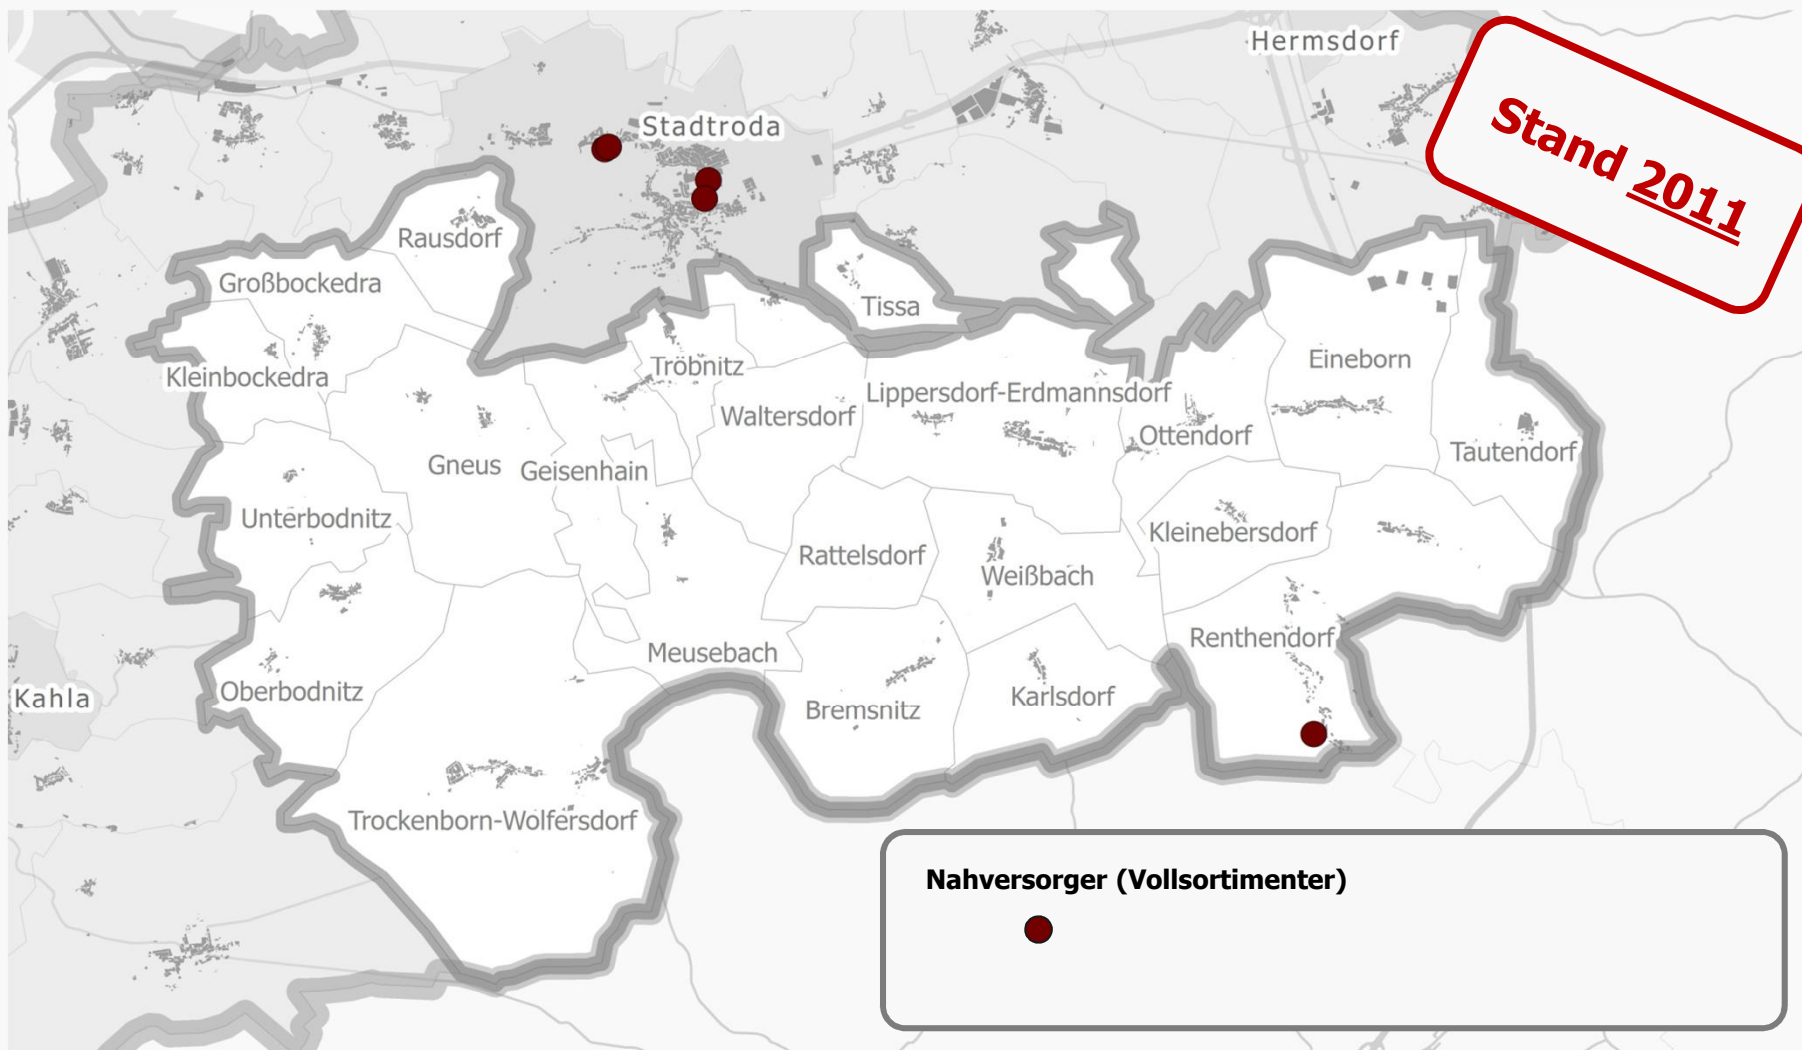 Hermsdorf
Stand 2011
Stadtroda
Rausdorf
Großbockedra
Tissa
Kleinbockedra
Tröbnitz
Eineborn
Lippersdorf-Erdmannsdorf
Waltersdorf
Ottendorf
Tautendorf
Gneus
Geisenhain
Unterbodnitz
Kleinebersdorf
Rattelsdorf
Weißbach
Renthendorf
Meusebach
Kahla
Oberbodnitz
Karlsdorf
Bremsnitz
Trockenborn-Wolfersdorf
Nahversorger (Vollsortimenter)